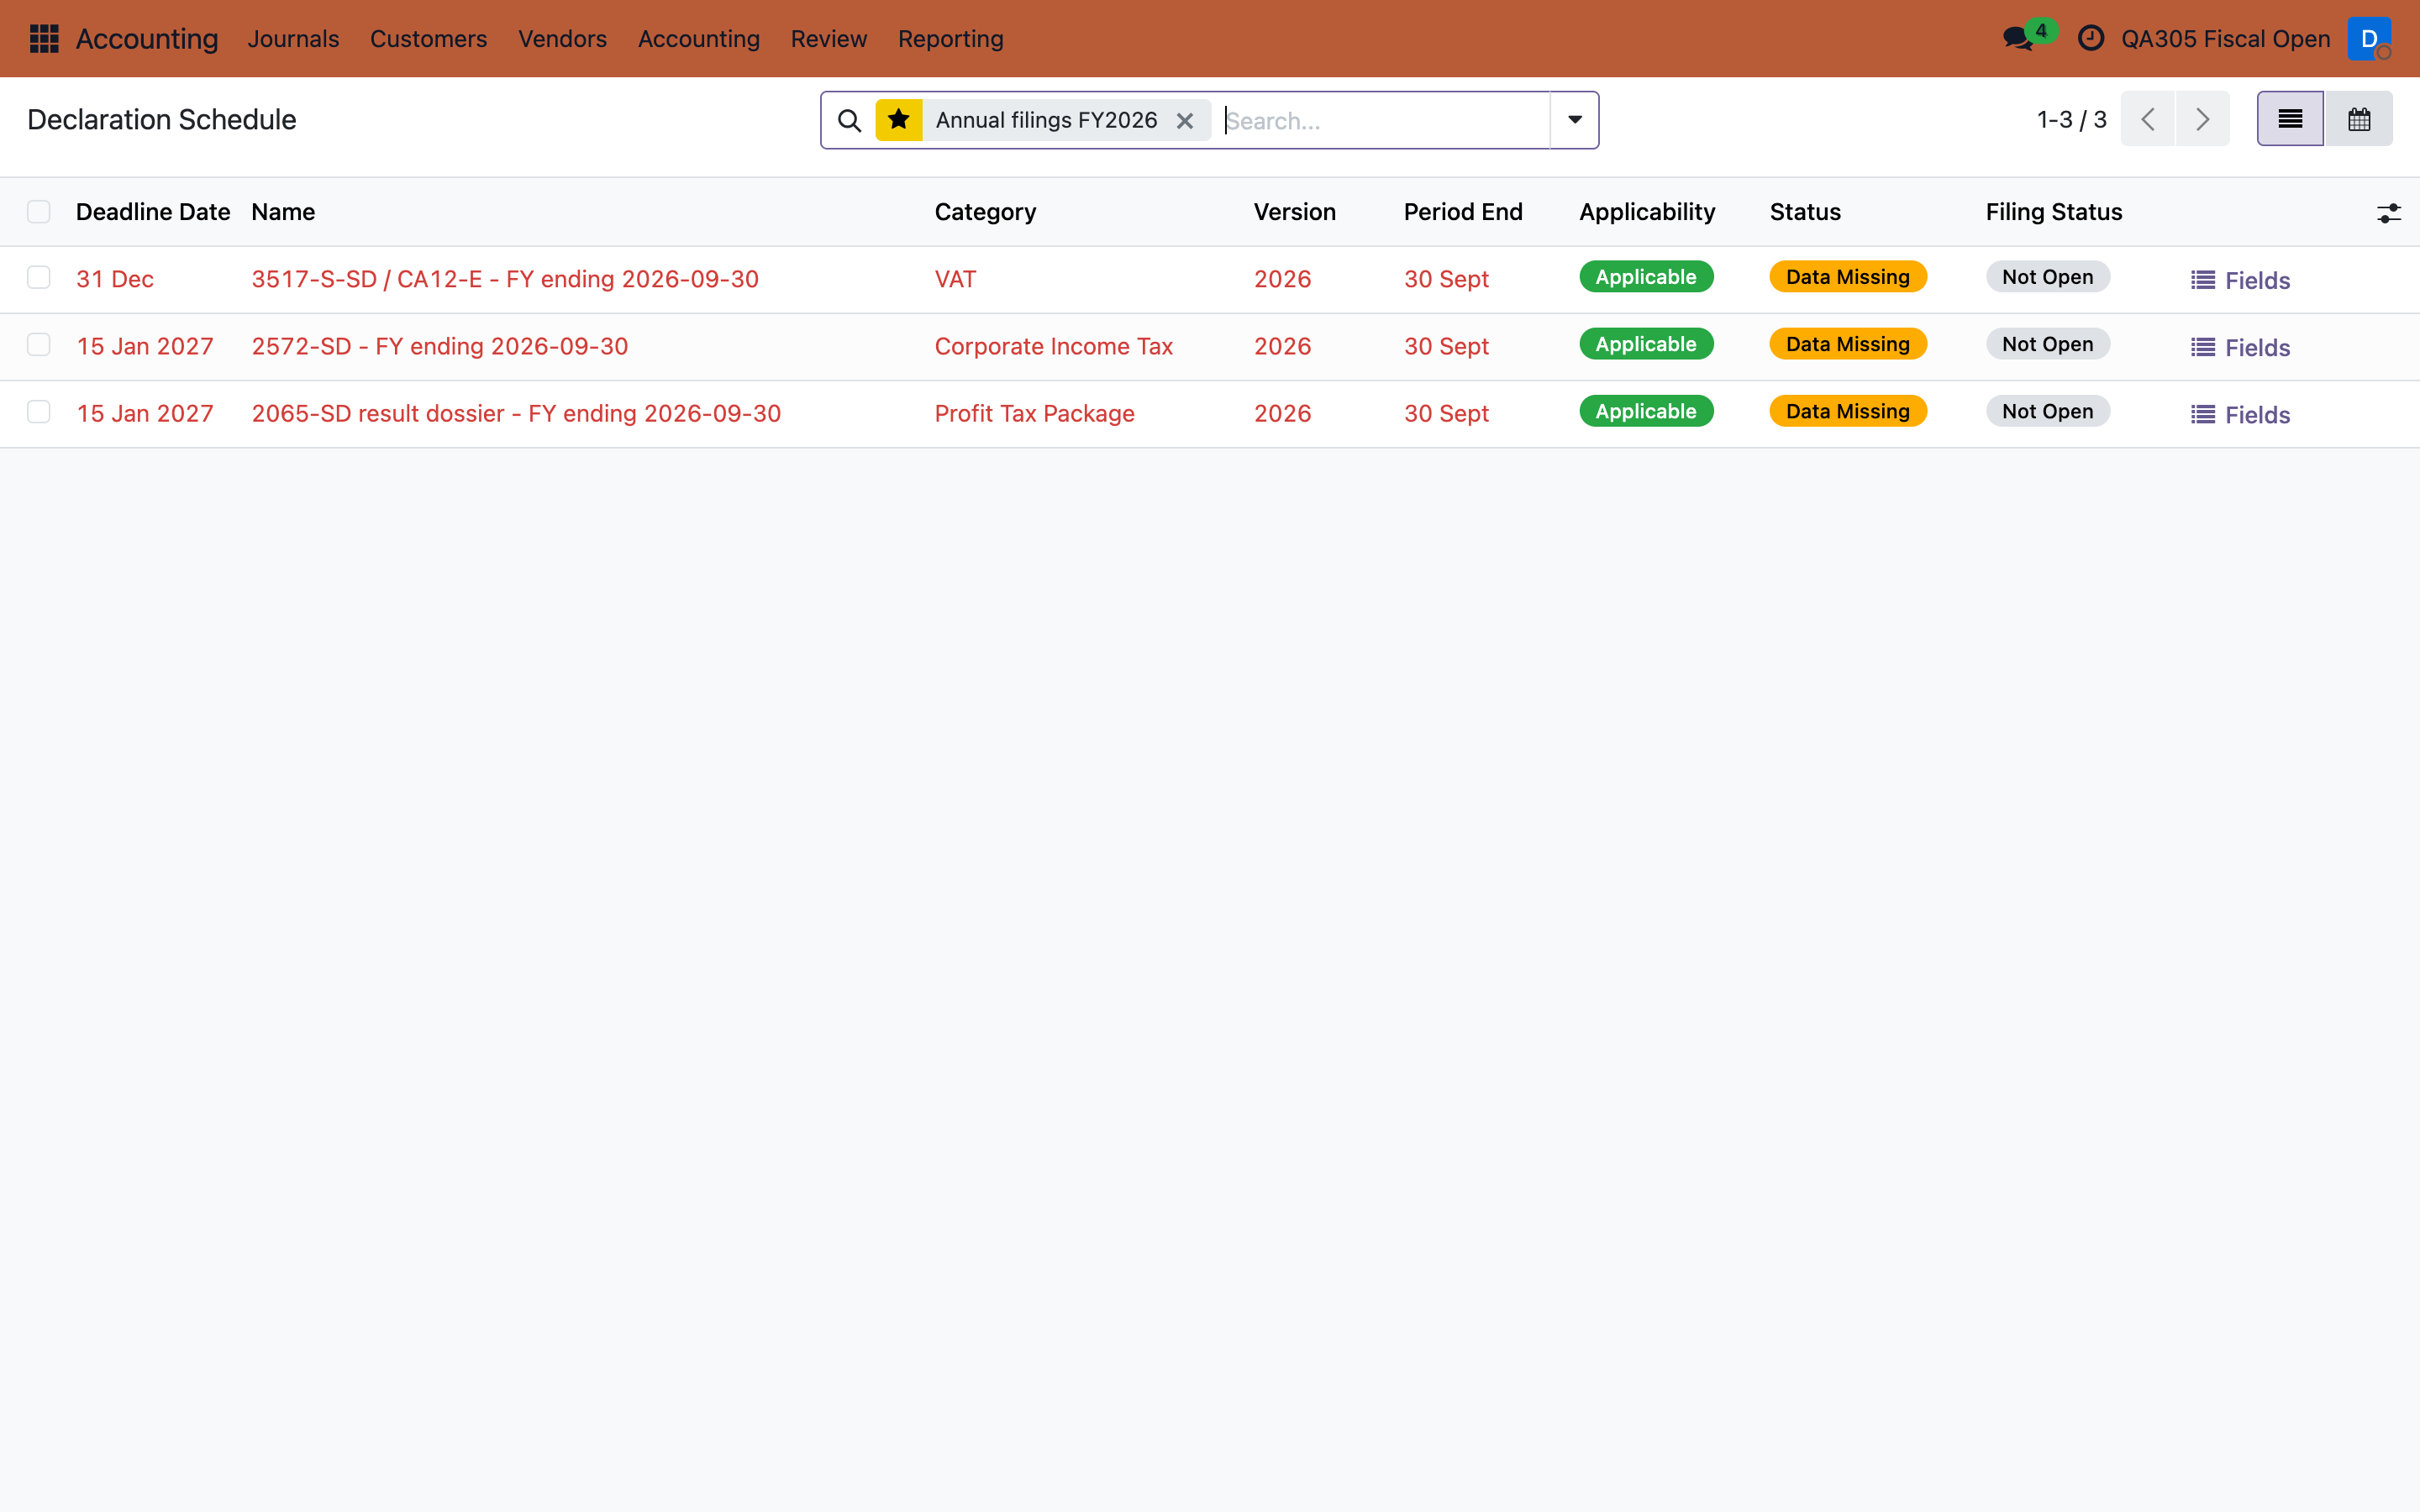 Accounting Journals Customers Vendors Accounting Review Reporting 4 QA305 Fiscal Open D
Declaration Schedule Annual filings FY2026 Search... 1-3 / 3
Deadline Date Name Category Version Period End Applicability Status Filing Status
31 Dec 3517-S-SD / CA12-E - FY ending 2026-09-30 VAT 2026 30 Sept Applicable Data Missing Not Open Fields
15 Jan 2027 2572-SD - FY ending 2026-09-30 Corporate Income Tax 2026 30 Sept Applicable Data Missing Not Open Fields
15 Jan 2027 2065-SD result dossier - FY ending 2026-09-30 Profit Tax Package 2026 30 Sept Applicable Data Missing Not Open Fields